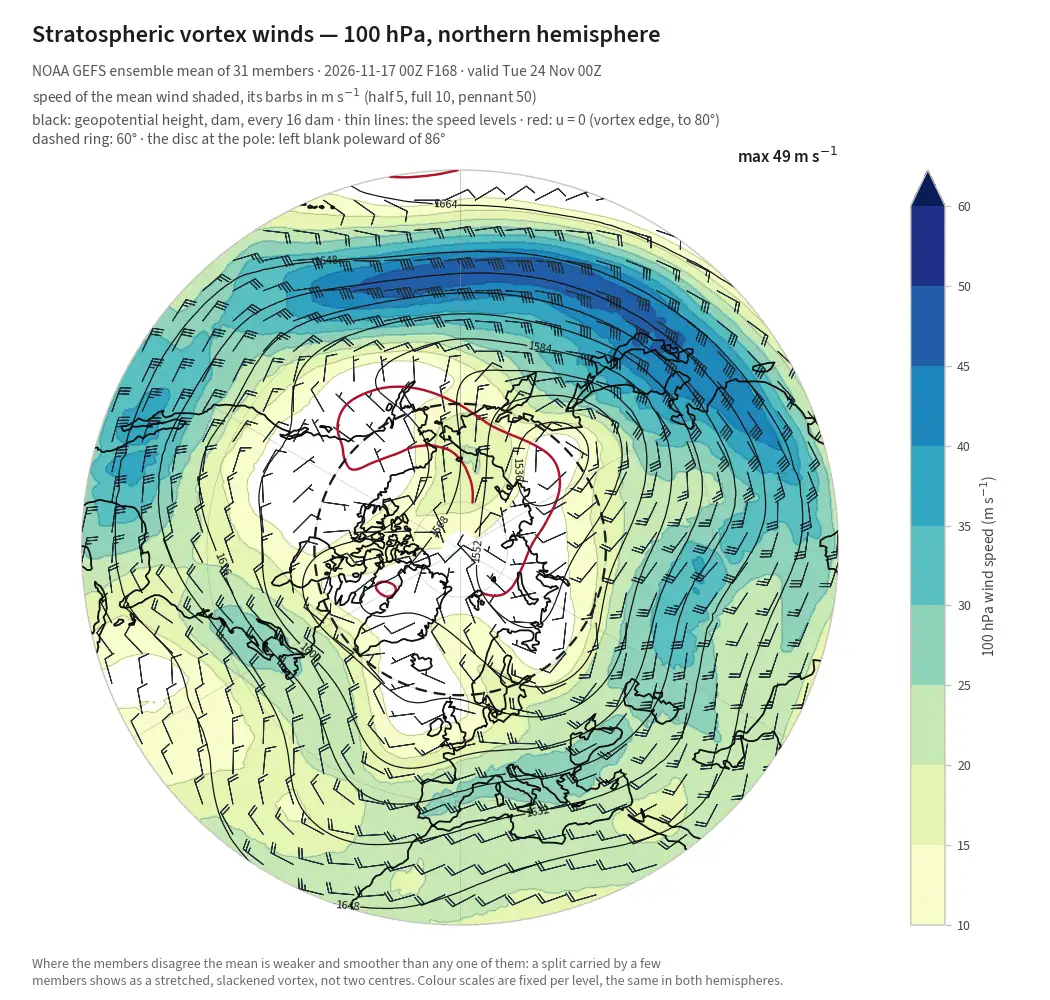 Stratospheric vortex winds — 100 hPa, northern hemisphere
NOAA GEFS ensemble mean of 31 members · 2026-11-17 00Z F168 · valid Tue 24 Nov 00Z
speed of the mean wind shaded, its barbs in m s⁻¹ (half 5, full 10, pennant 50)
black: geopotential height, dam, every 16 dam · thin lines: the speed levels · red: u = 0 (vortex edge, to 80°)
dashed ring: 60° · the disc at the pole: left blank poleward of 86°
max 49 m s⁻¹
1664
1648
1584
1552
1632
1648
60
50
45
40
35
30
25
20
15
10
100 hPa wind speed (m s⁻¹)
Where the members disagree the mean is weaker and smoother than any one of them: a split carried by a few
members shows as a stretched, slackened vortex, not two centres. Colour scales are fixed per level, the same in both hemispheres.